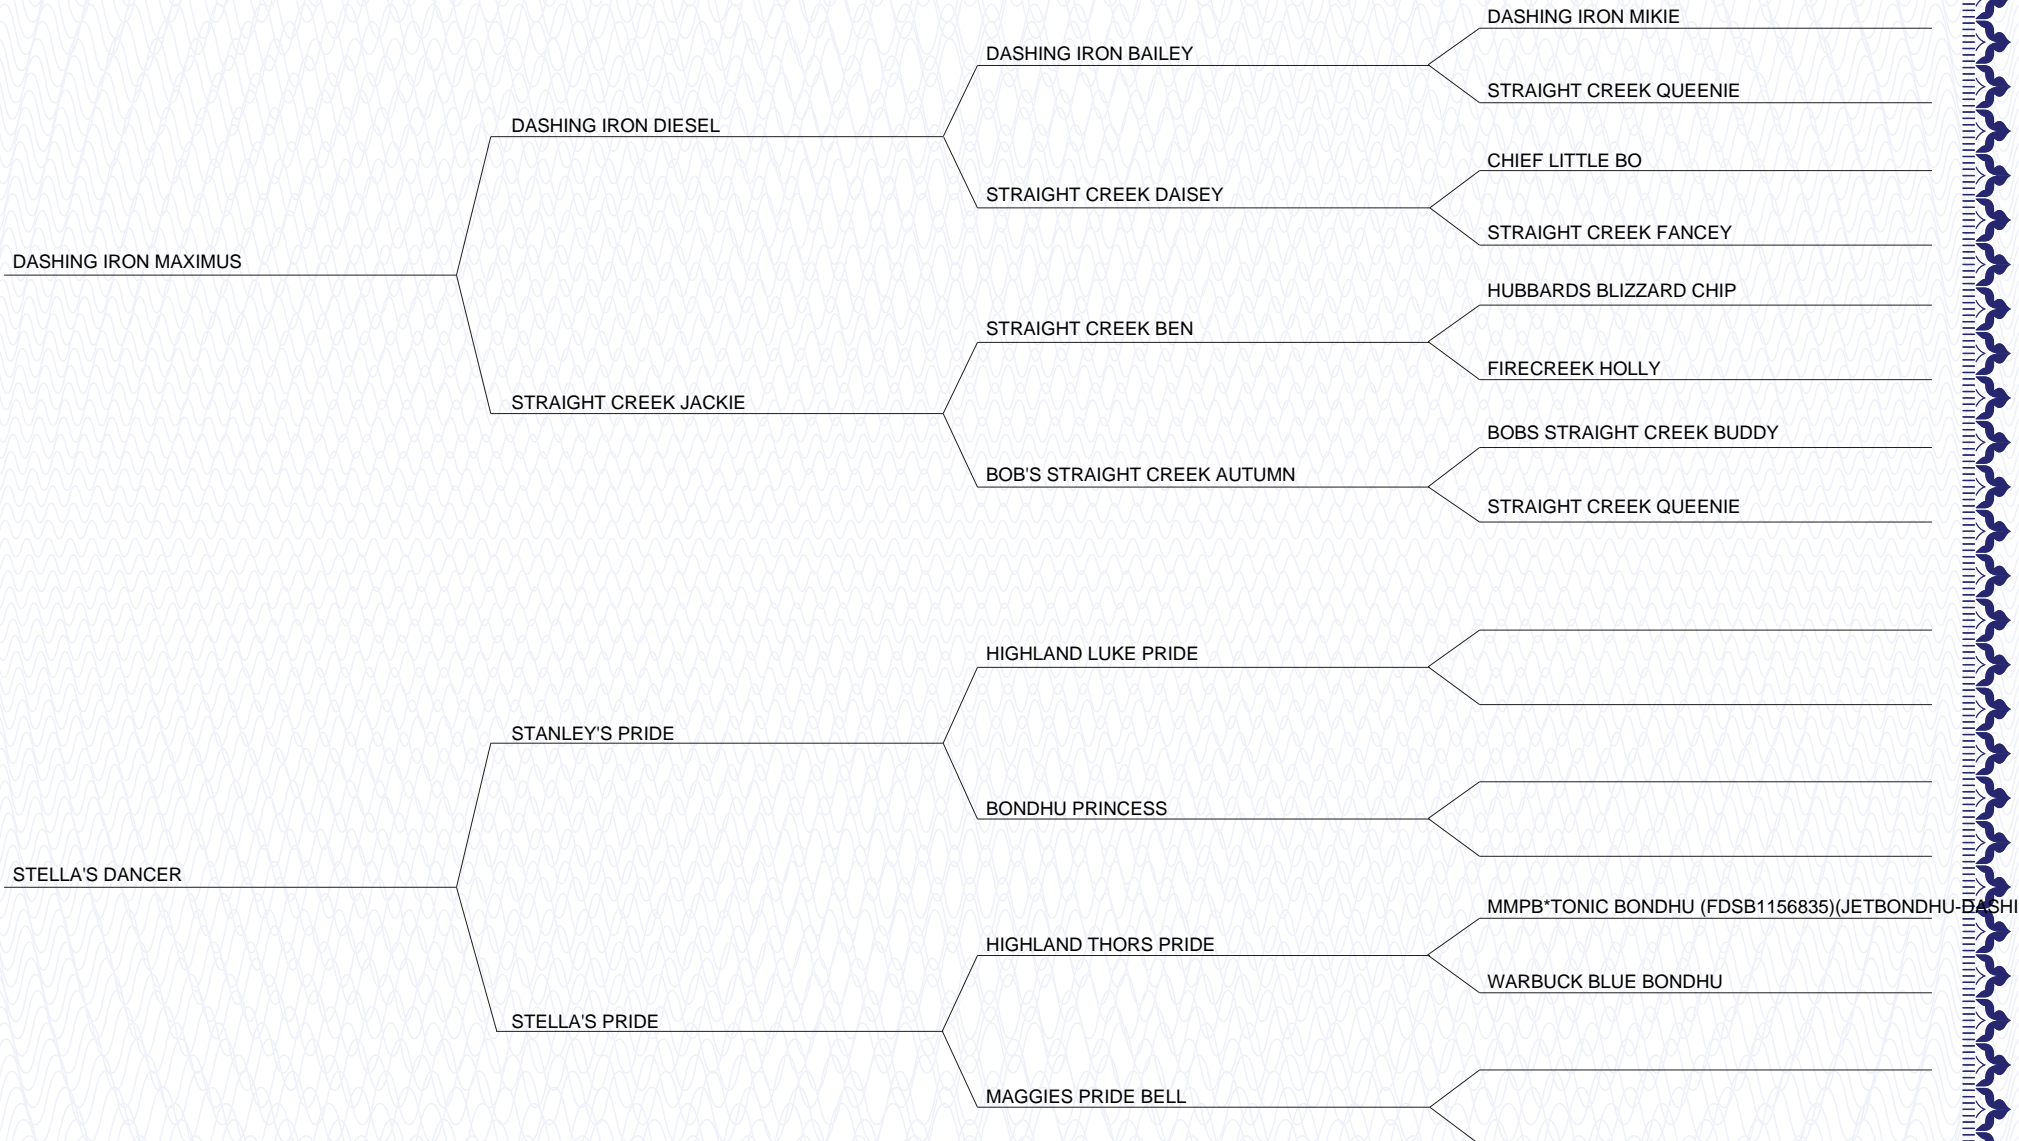 DASHING IRON MIKIE
DASHING IRON BAILEY
STRAIGHT CREEK QUEENIE
DASHING IRON DIESEL
CHIEF LITTLE BO
STRAIGHT CREEK DAISEY
STRAIGHT CREEK FANCEY
DASHING IRON MAXIMUS
HUBBARDS BLIZZARD CHIP
STRAIGHT CREEK BEN
FIRECREEK HOLLY
STRAIGHT CREEK JACKIE
BOBS STRAIGHT CREEK BUDDY
BOB'S STRAIGHT CREEK AUTUMN
STRAIGHT CREEK QUEENIE
HIGHLAND LUKE PRIDE
STANLEY'S PRIDE
BONDHU PRINCESS
STELLA'S DANCER
MMPB*TONIC BONDHU (FDSB1156835)(JETBONDHU-DASHI
HIGHLAND THORS PRIDE
WARBUCK BLUE BONDHU
STELLA'S PRIDE
MAGGIES PRIDE BELL